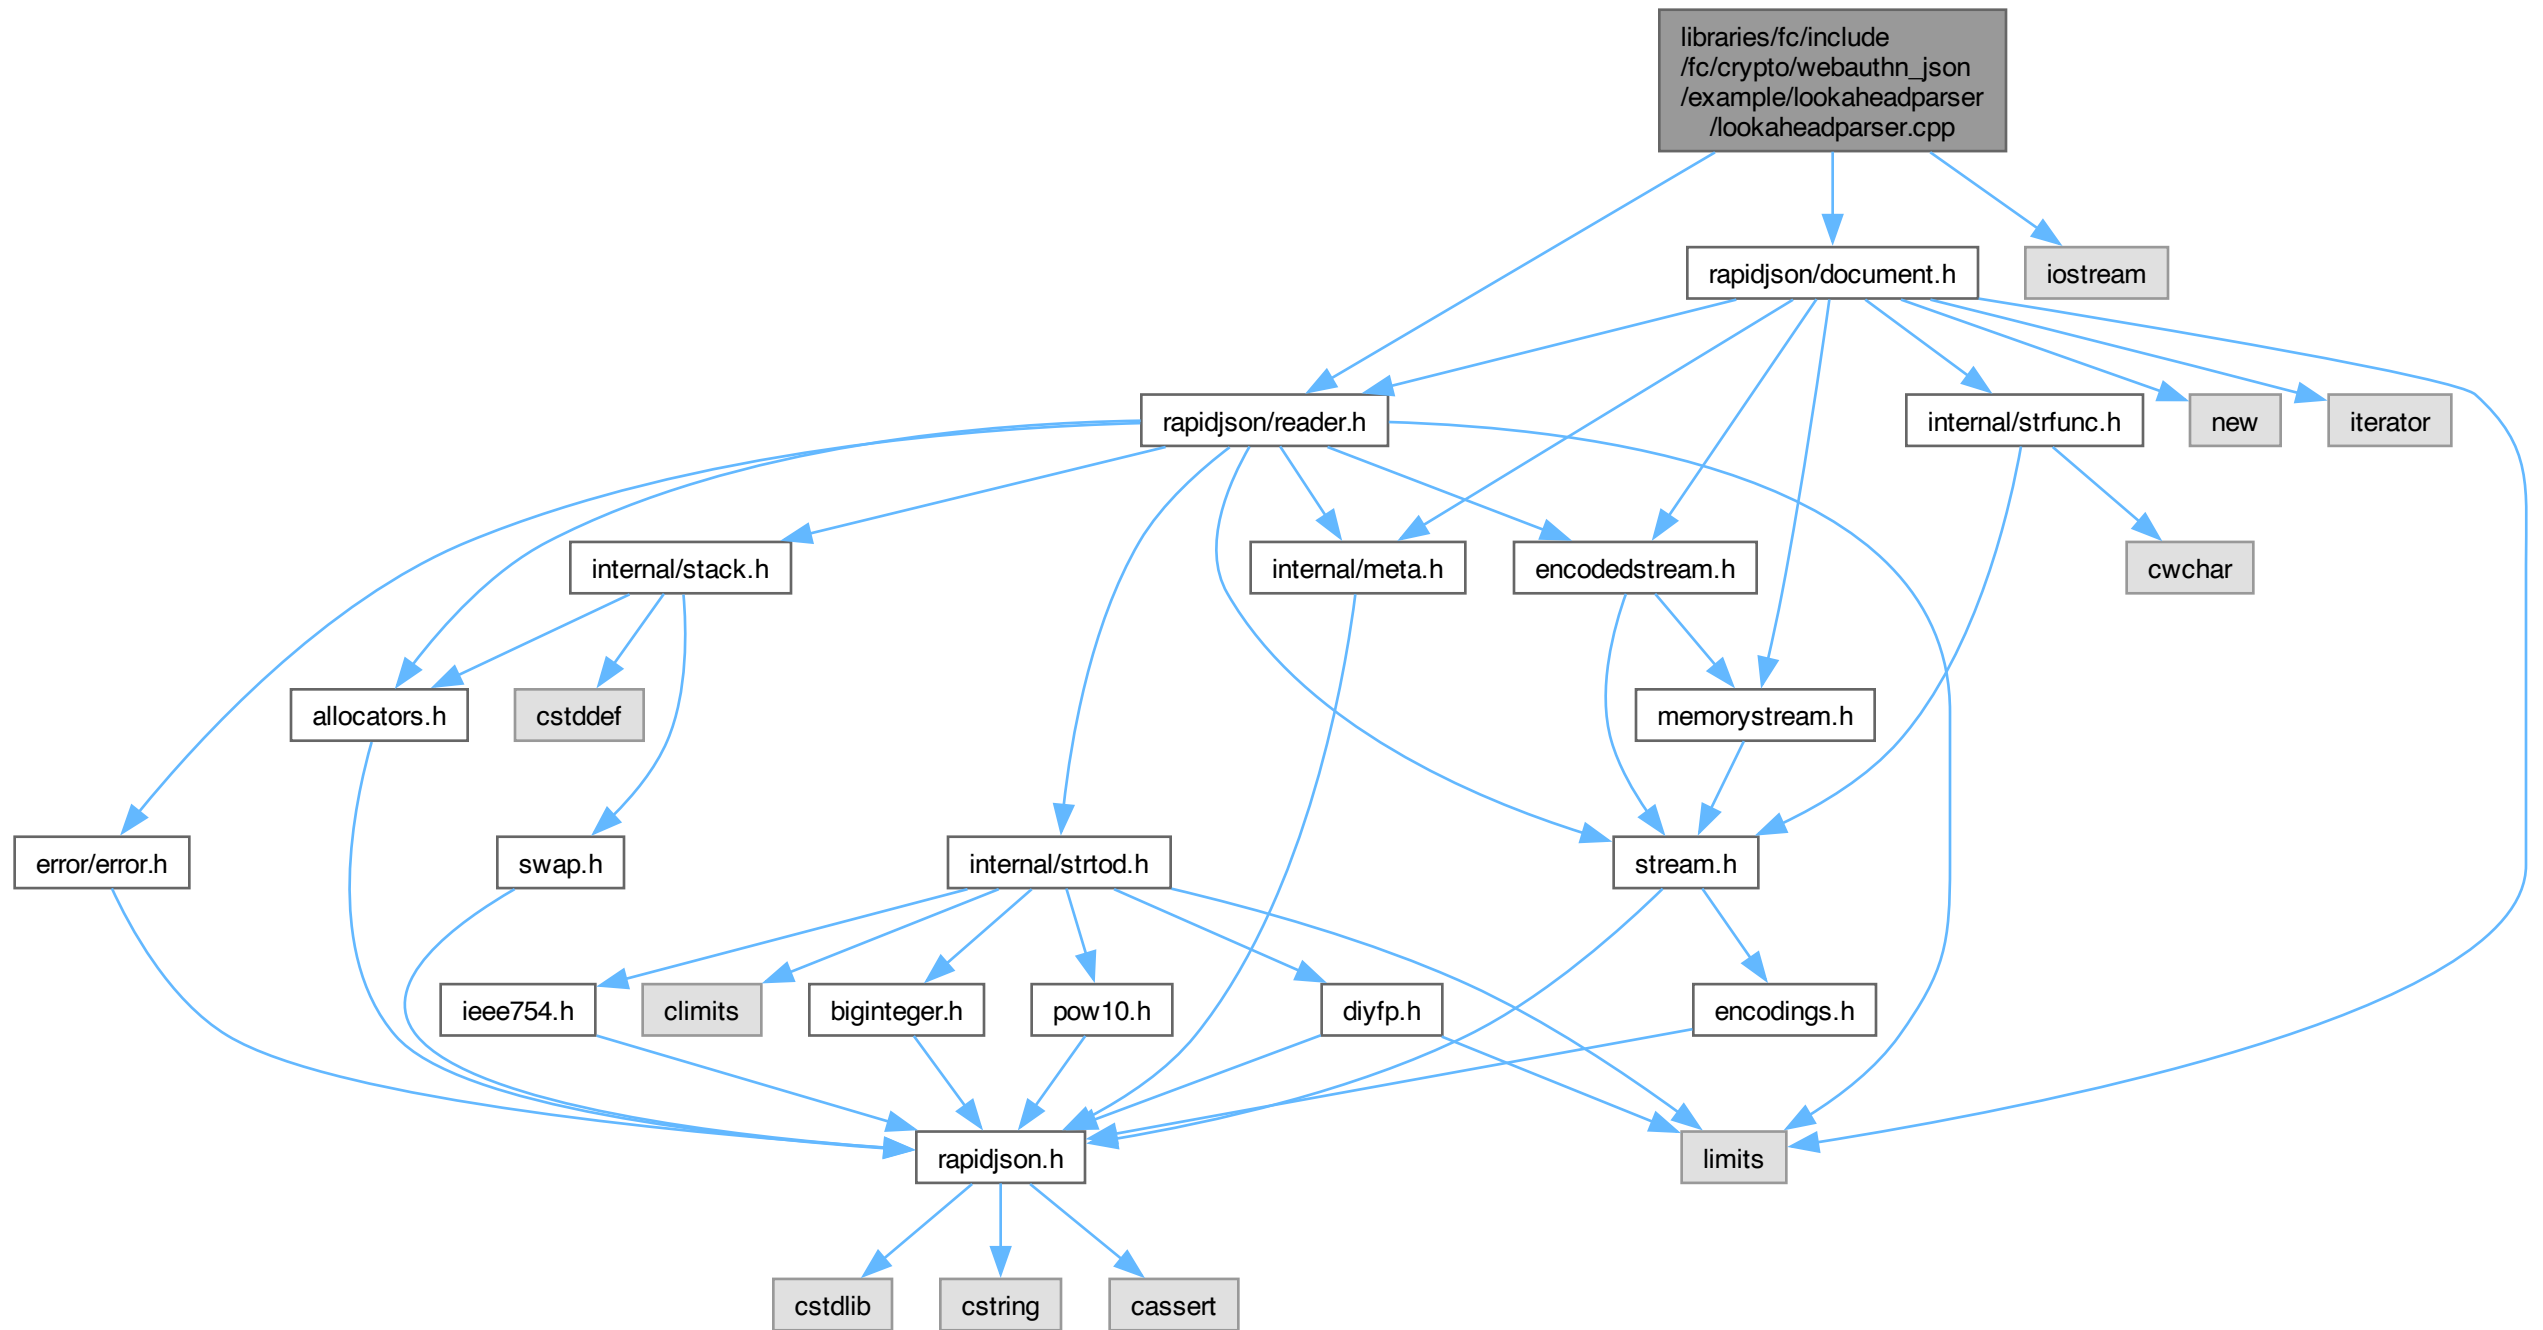 libraries/fc/include
/fc/crypto/webauthn_json
/example/lookaheadparser
/lookaheadparser.cpp
rapidjson/document.h
iostream
rapidjson/reader.h
internal/strfunc.h
new
iterator
internal/stack.h
internal/meta.h
encodedstream.h
cwchar
allocators.h
cstddef
memorystream.h
error/error.h
swap.h
internal/strtod.h
stream.h
ieee754.h
climits
biginteger.h
pow10.h
diyfp.h
encodings.h
rapidjson.h
limits
cstdlib
cstring
cassert